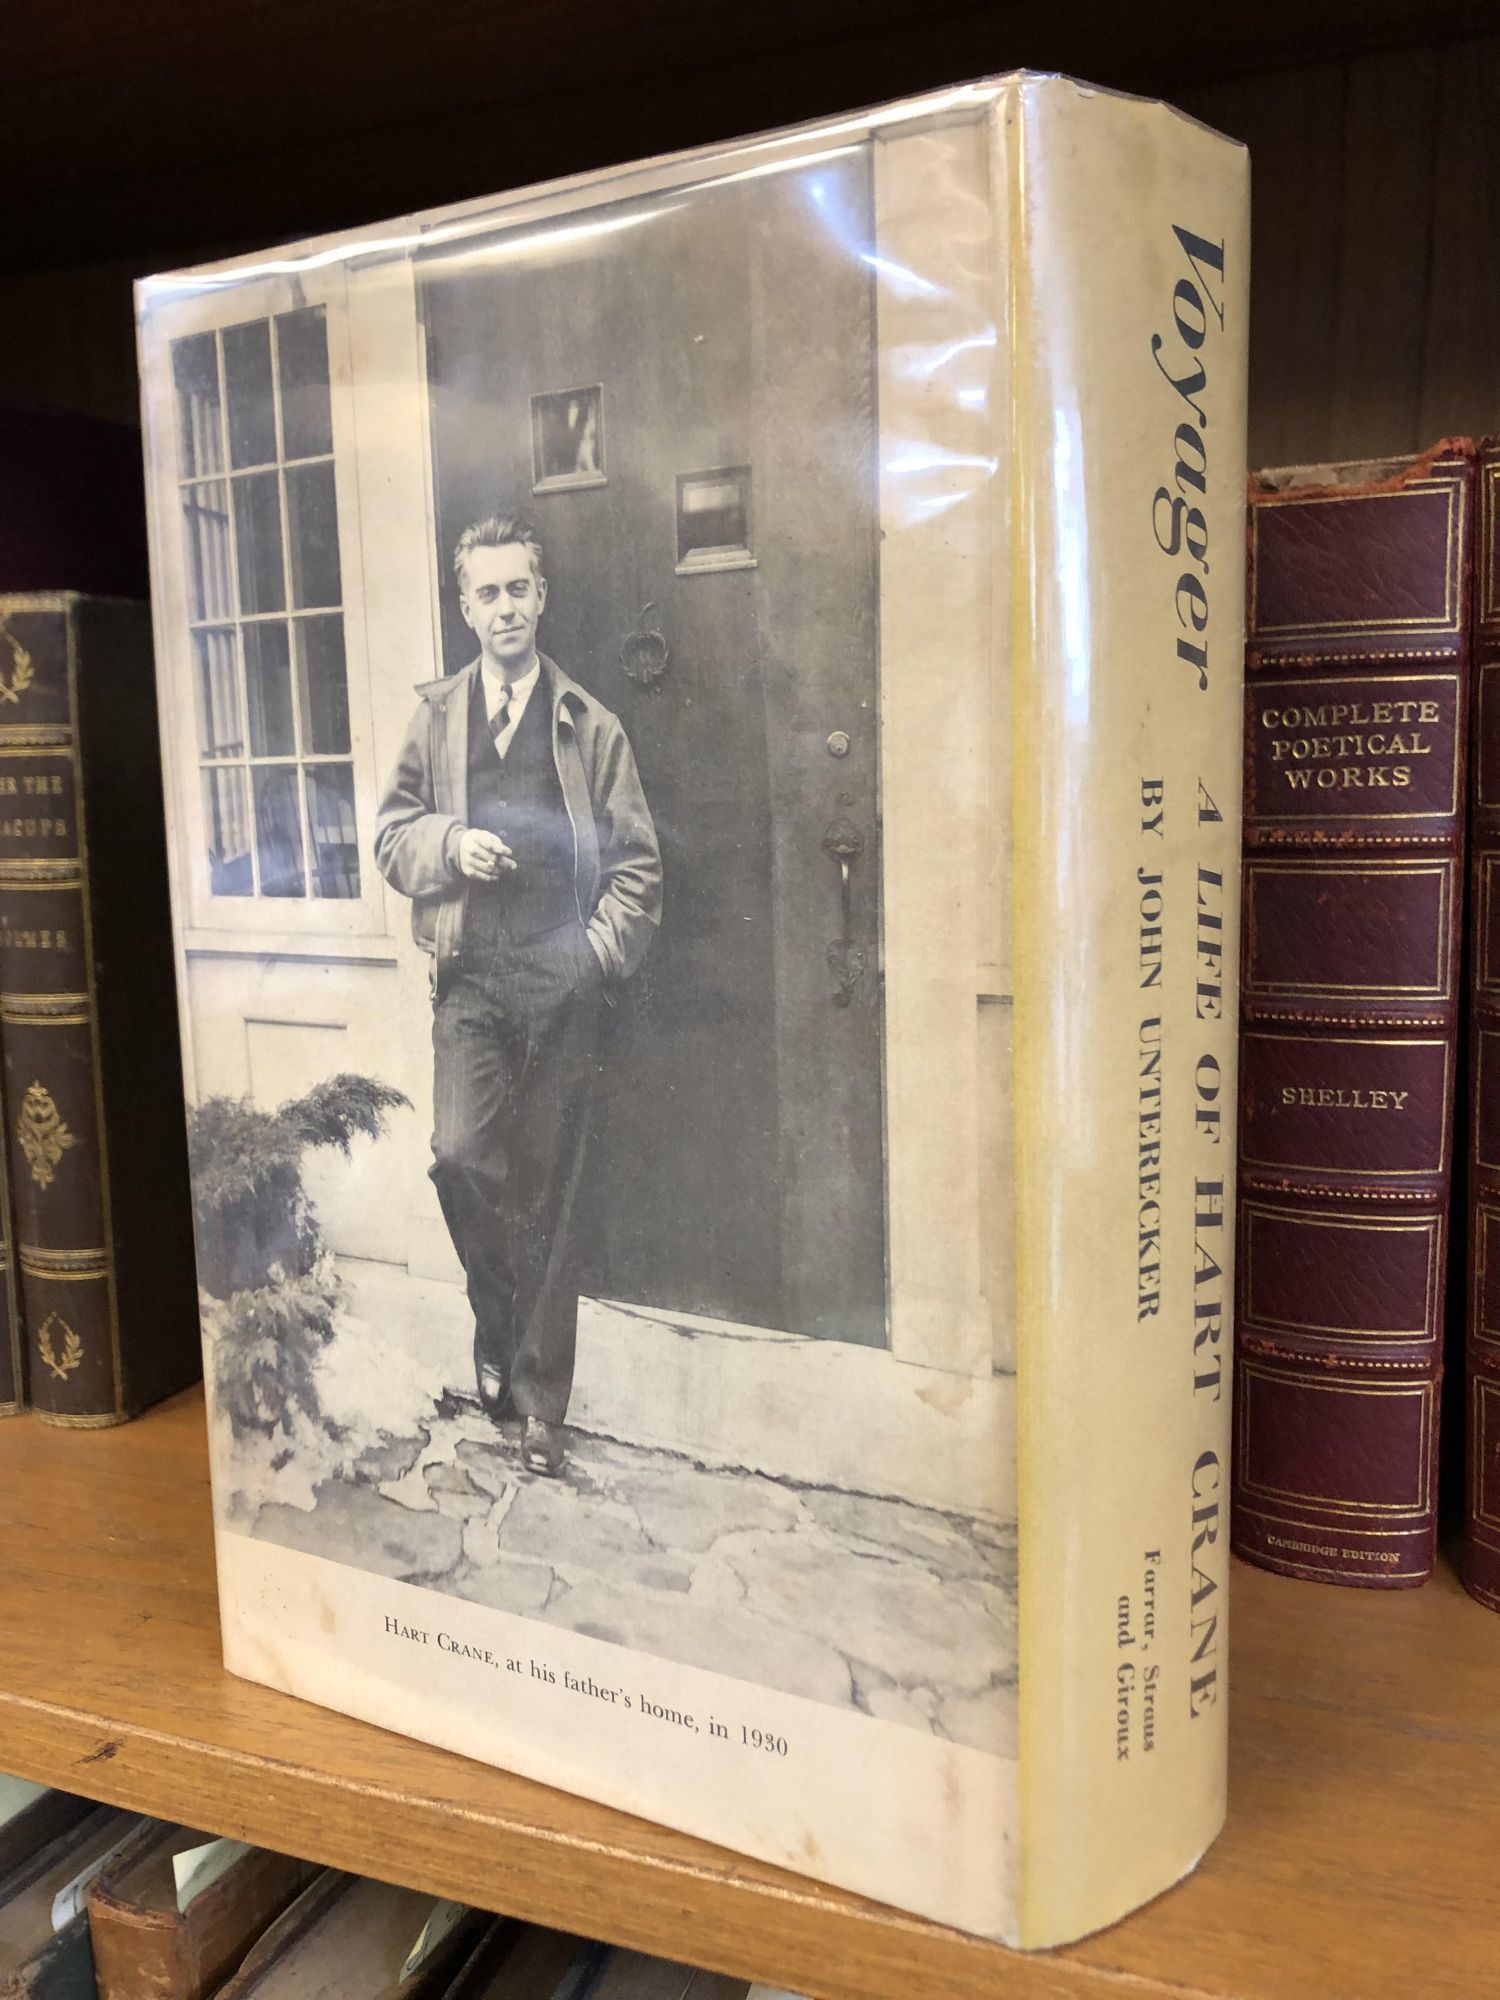 HART CRANE, at his father's home, in 1930
Voyager
A LIFE OF HART CRANE
BY JOHN UNTERECKER
Farrar, Straus
and Giroux
COMPLETE
POETICAL
WORKS
SHELLEY
CAMBRIDGE EDITION
THE